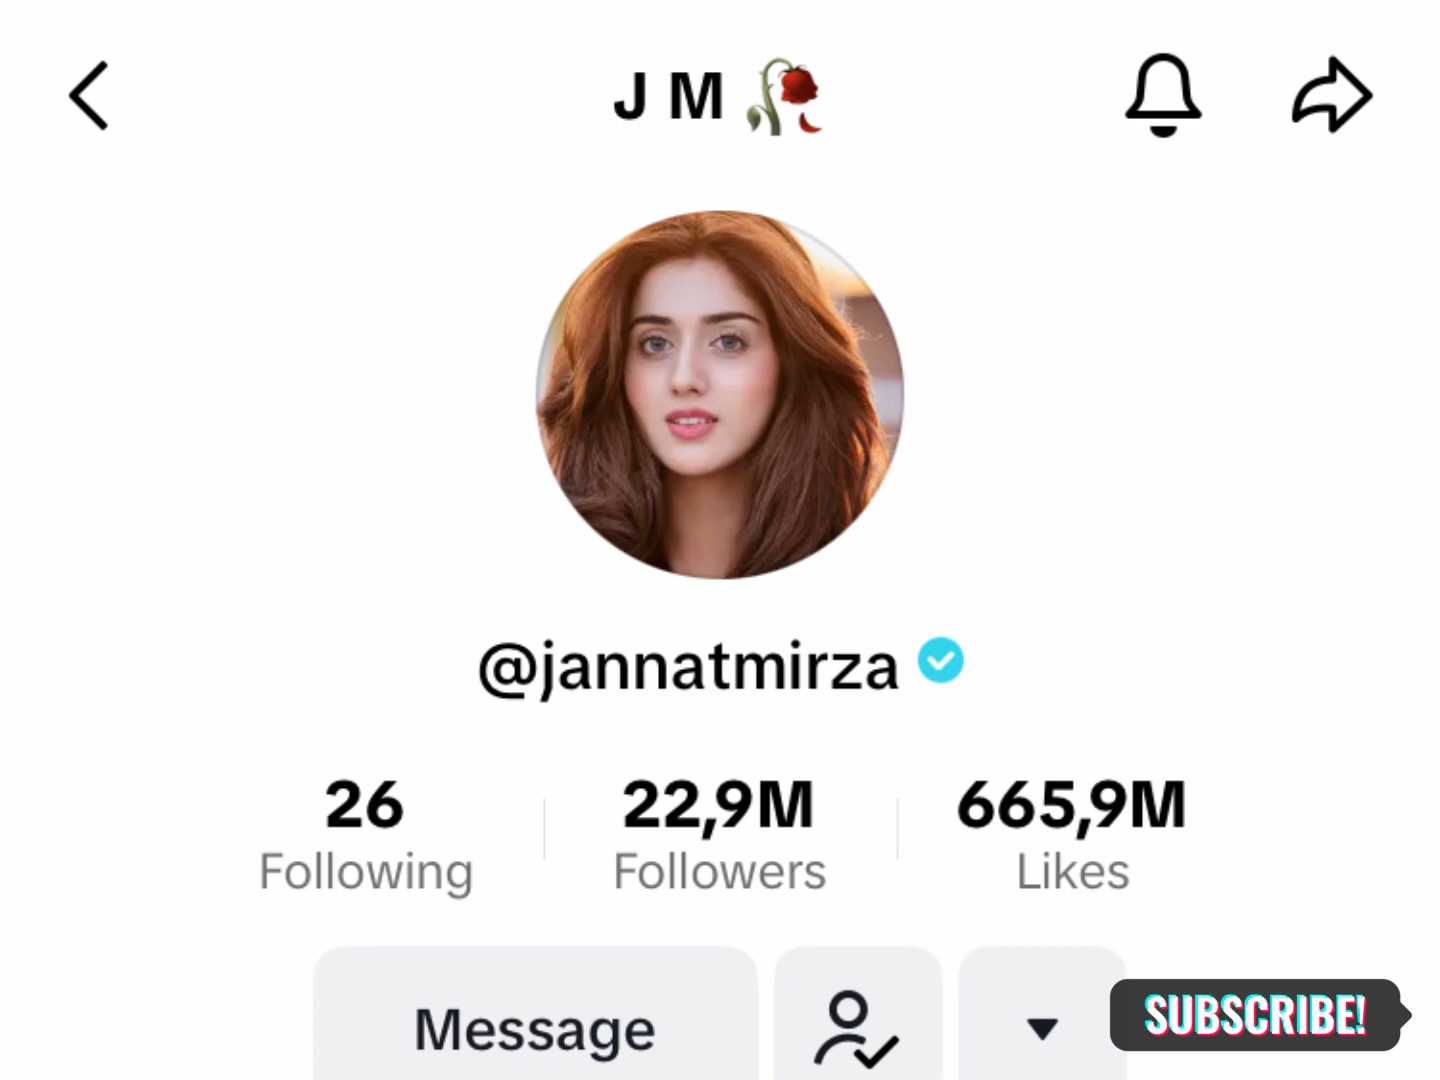 J M 🥀
@jannatmirza
26 22,9M 665,9M
Following Followers Likes
Message
SUBSCRIBE!